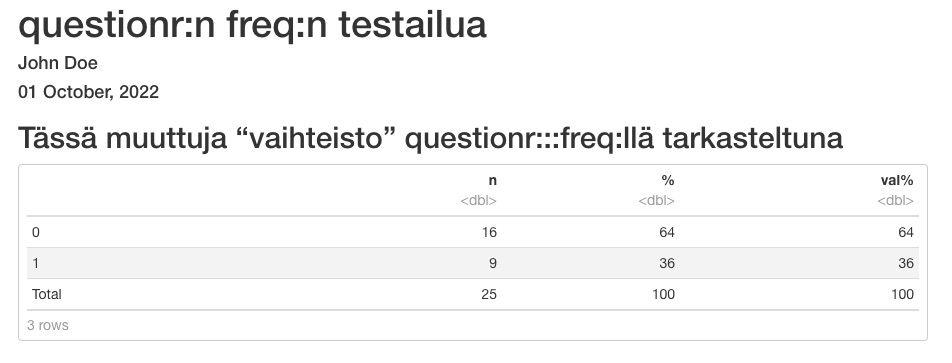 questionr:n freq:n testailua
John Doe
01 October, 2022
Tässä muuttuja “vaihteisto” questionr:::freq:llä tarkasteltuna
n % val%
<dbl> <dbl> <dbl>
0 16 64 64
1 9 36 36
Total 25 100 100
3 rows